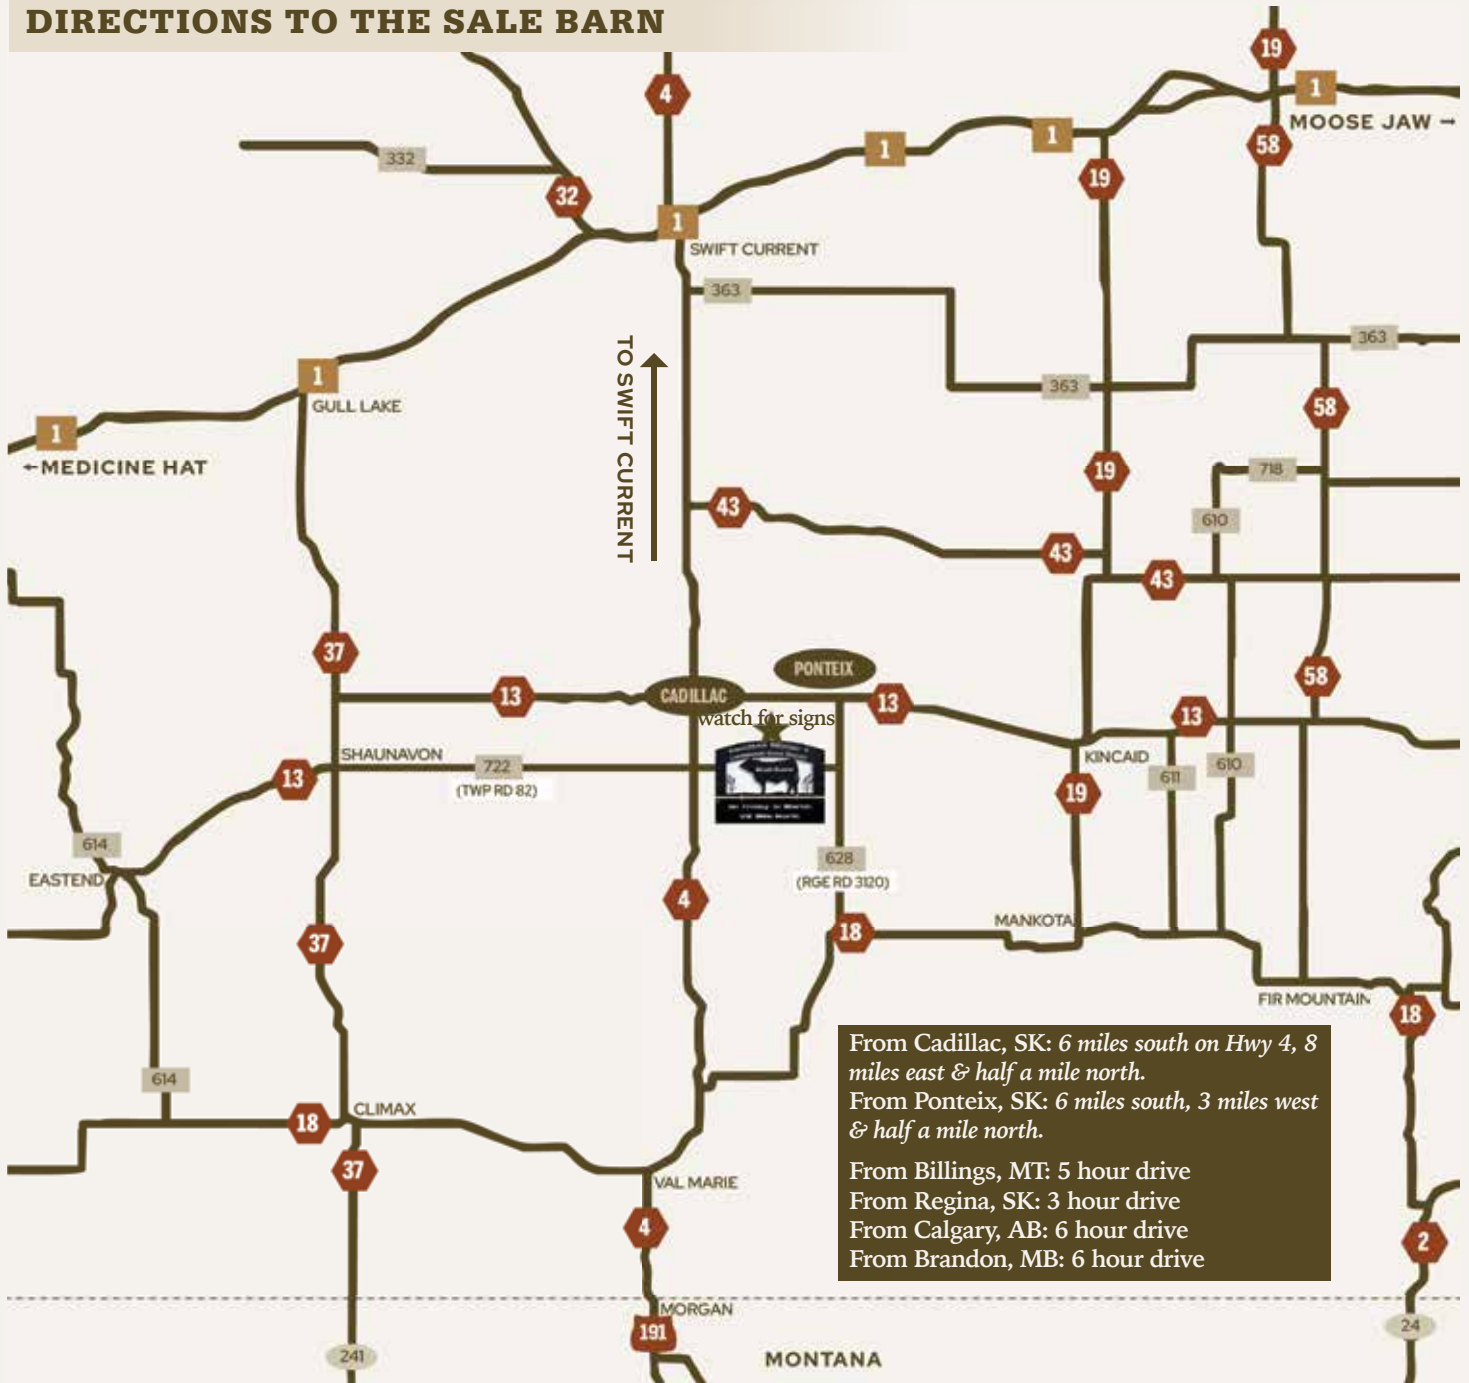 DIRECTIONS TO THE SALE BARN
19
4
1
MOOSE JAW →
1
1
58
332
19
32
1
SWIFT CURRENT
363
363
TO SWIFT CURRENT
1
363
GULL LAKE
58
1
←MEDICINE HAT
19
718
43
610
43
43
37
PONTEIX
58
13
CADILLAC
13
13
watch for signs
SHAUNAVON
KINCAID
722
13
611
610
(TWP RD 82)
19
614
628
EASTEND
(RGE RD 3120)
4
MANKOTA
18
37
FIR MOUNTAIN
18
From Cadillac, SK: 6 miles south on Hwy 4, 8
miles east & half a mile north.
From Ponteix, SK: 6 miles south, 3 miles west
& half a mile north.
From Billings, MT: 5 hour drive
From Regina, SK: 3 hour drive
From Calgary, AB: 6 hour drive
From Brandon, MB: 6 hour drive
614
CLIMAX
18
37
VAL MARIE
4
2
MORGAN
191
24
241
MONTANA